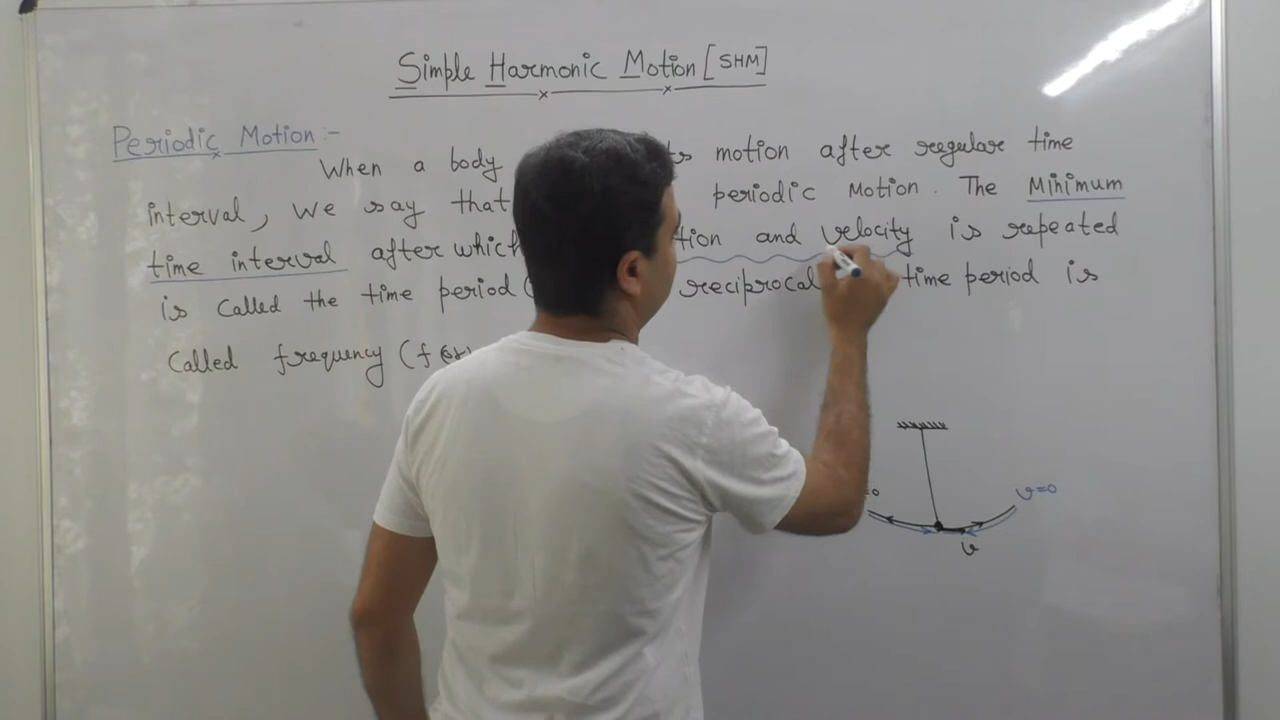 Simple Harmonic Motion [SHM]
Periodic Motion :-
When a body motion after regular time
interval, we say that periodic Motion. The Minimum
time interval after which and velocity is repeated
is called the time period ( reciprocal time period is
Called frequency (f or
v=0
v